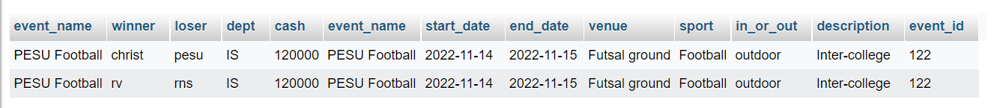 event_name winner loser dept cash event_name start_date end_date venue sport in_or_out description event_id
PESU Football christ pesu IS 120000 PESU Football 2022-11-14 2022-11-15 Futsal ground Football outdoor Inter-college 122
PESU Football rv rns IS 120000 PESU Football 2022-11-14 2022-11-15 Futsal ground Football outdoor Inter-college 122